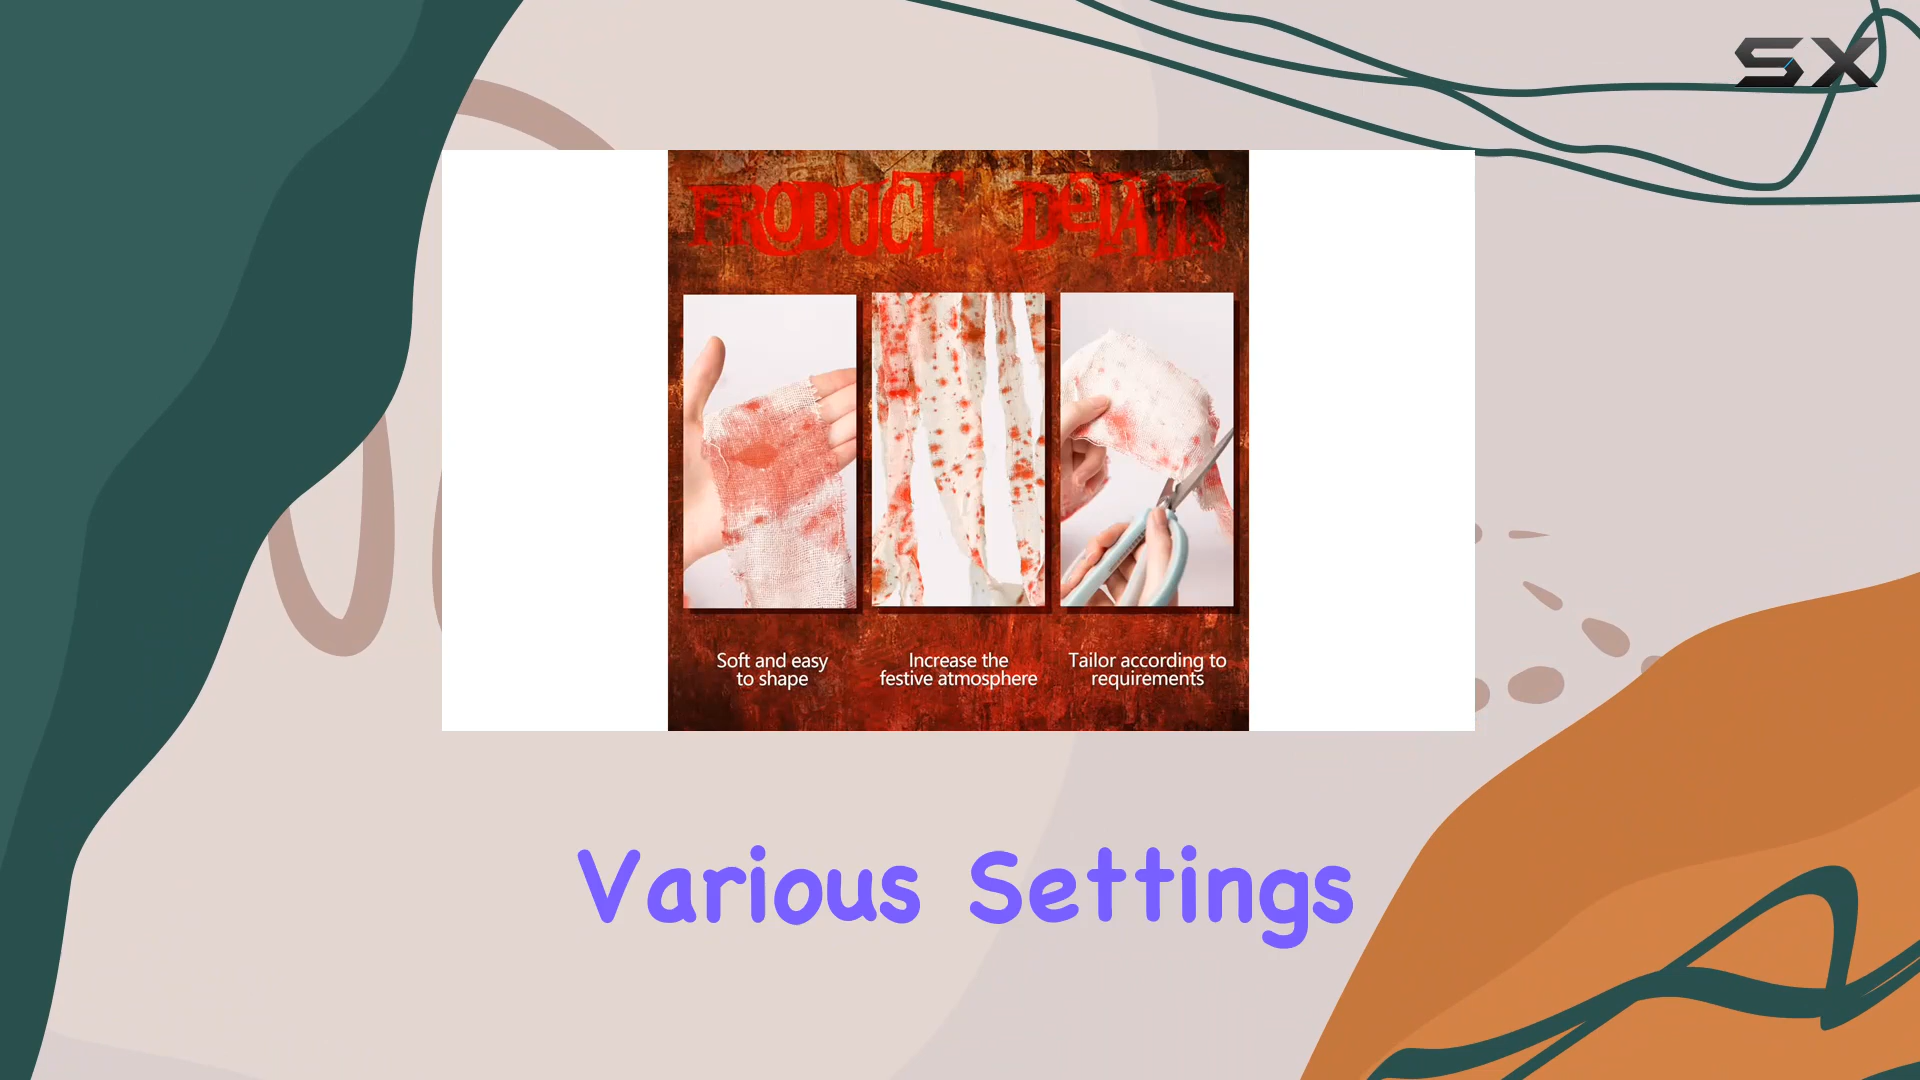 SX
PRODUCT DeTAils
Soft and easy
to shape
Increase the
festive atmosphere
Tailor according to
requirements
Various Settings